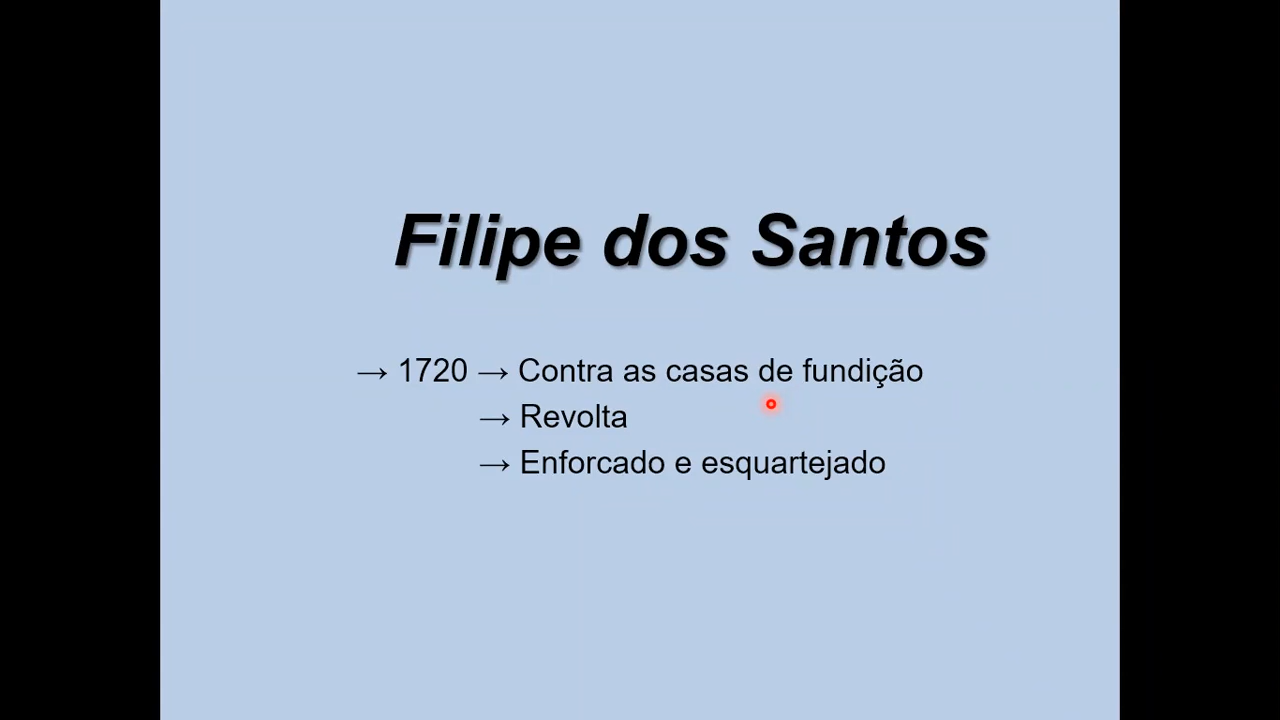 Filipe dos Santos
→ 1720 → Contra as casas de fundição
→ Revolta
→ Enforcado e esquartejado